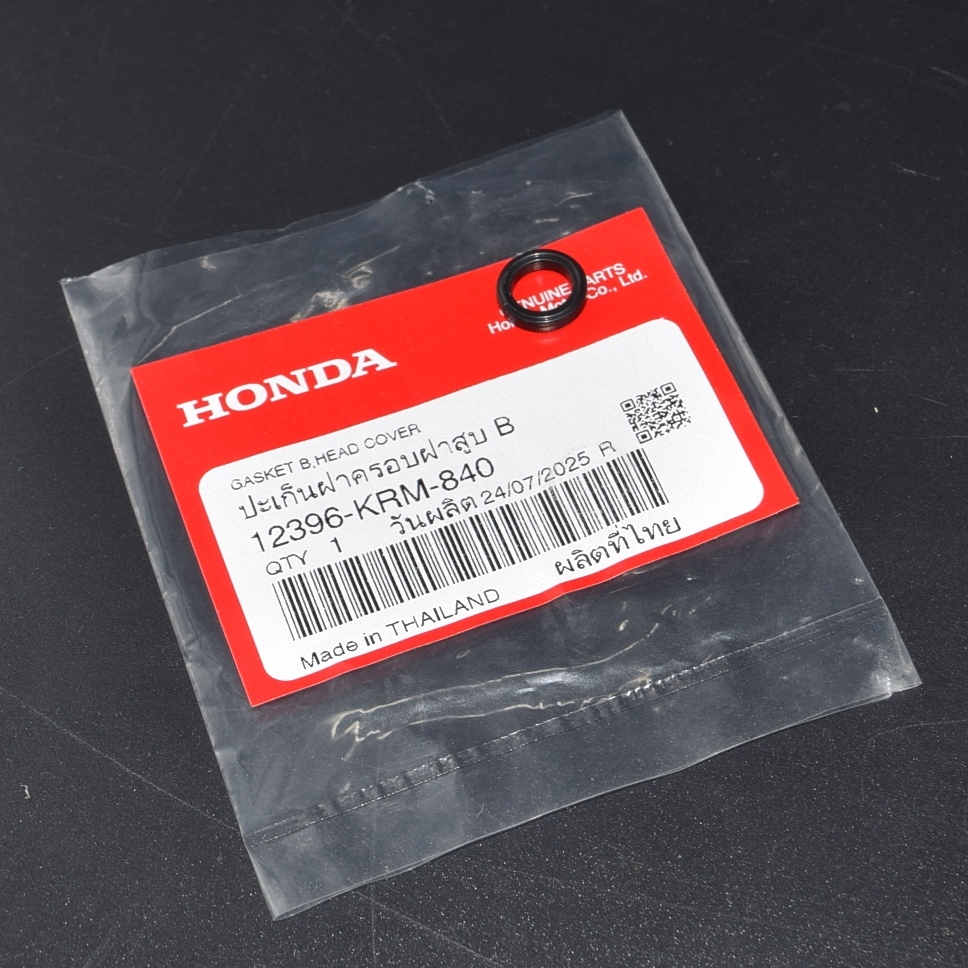 HONDA
GENUINE PARTS
Honda Motor Co., Ltd.
GASKET B,HEAD COVER
ปะเก็นฝาครอบฝาสูบ B
12396-KRM-840
QTY 1 วันผลิต 24/07/2025 R
Made in THAILAND ผลิตที่ไทย